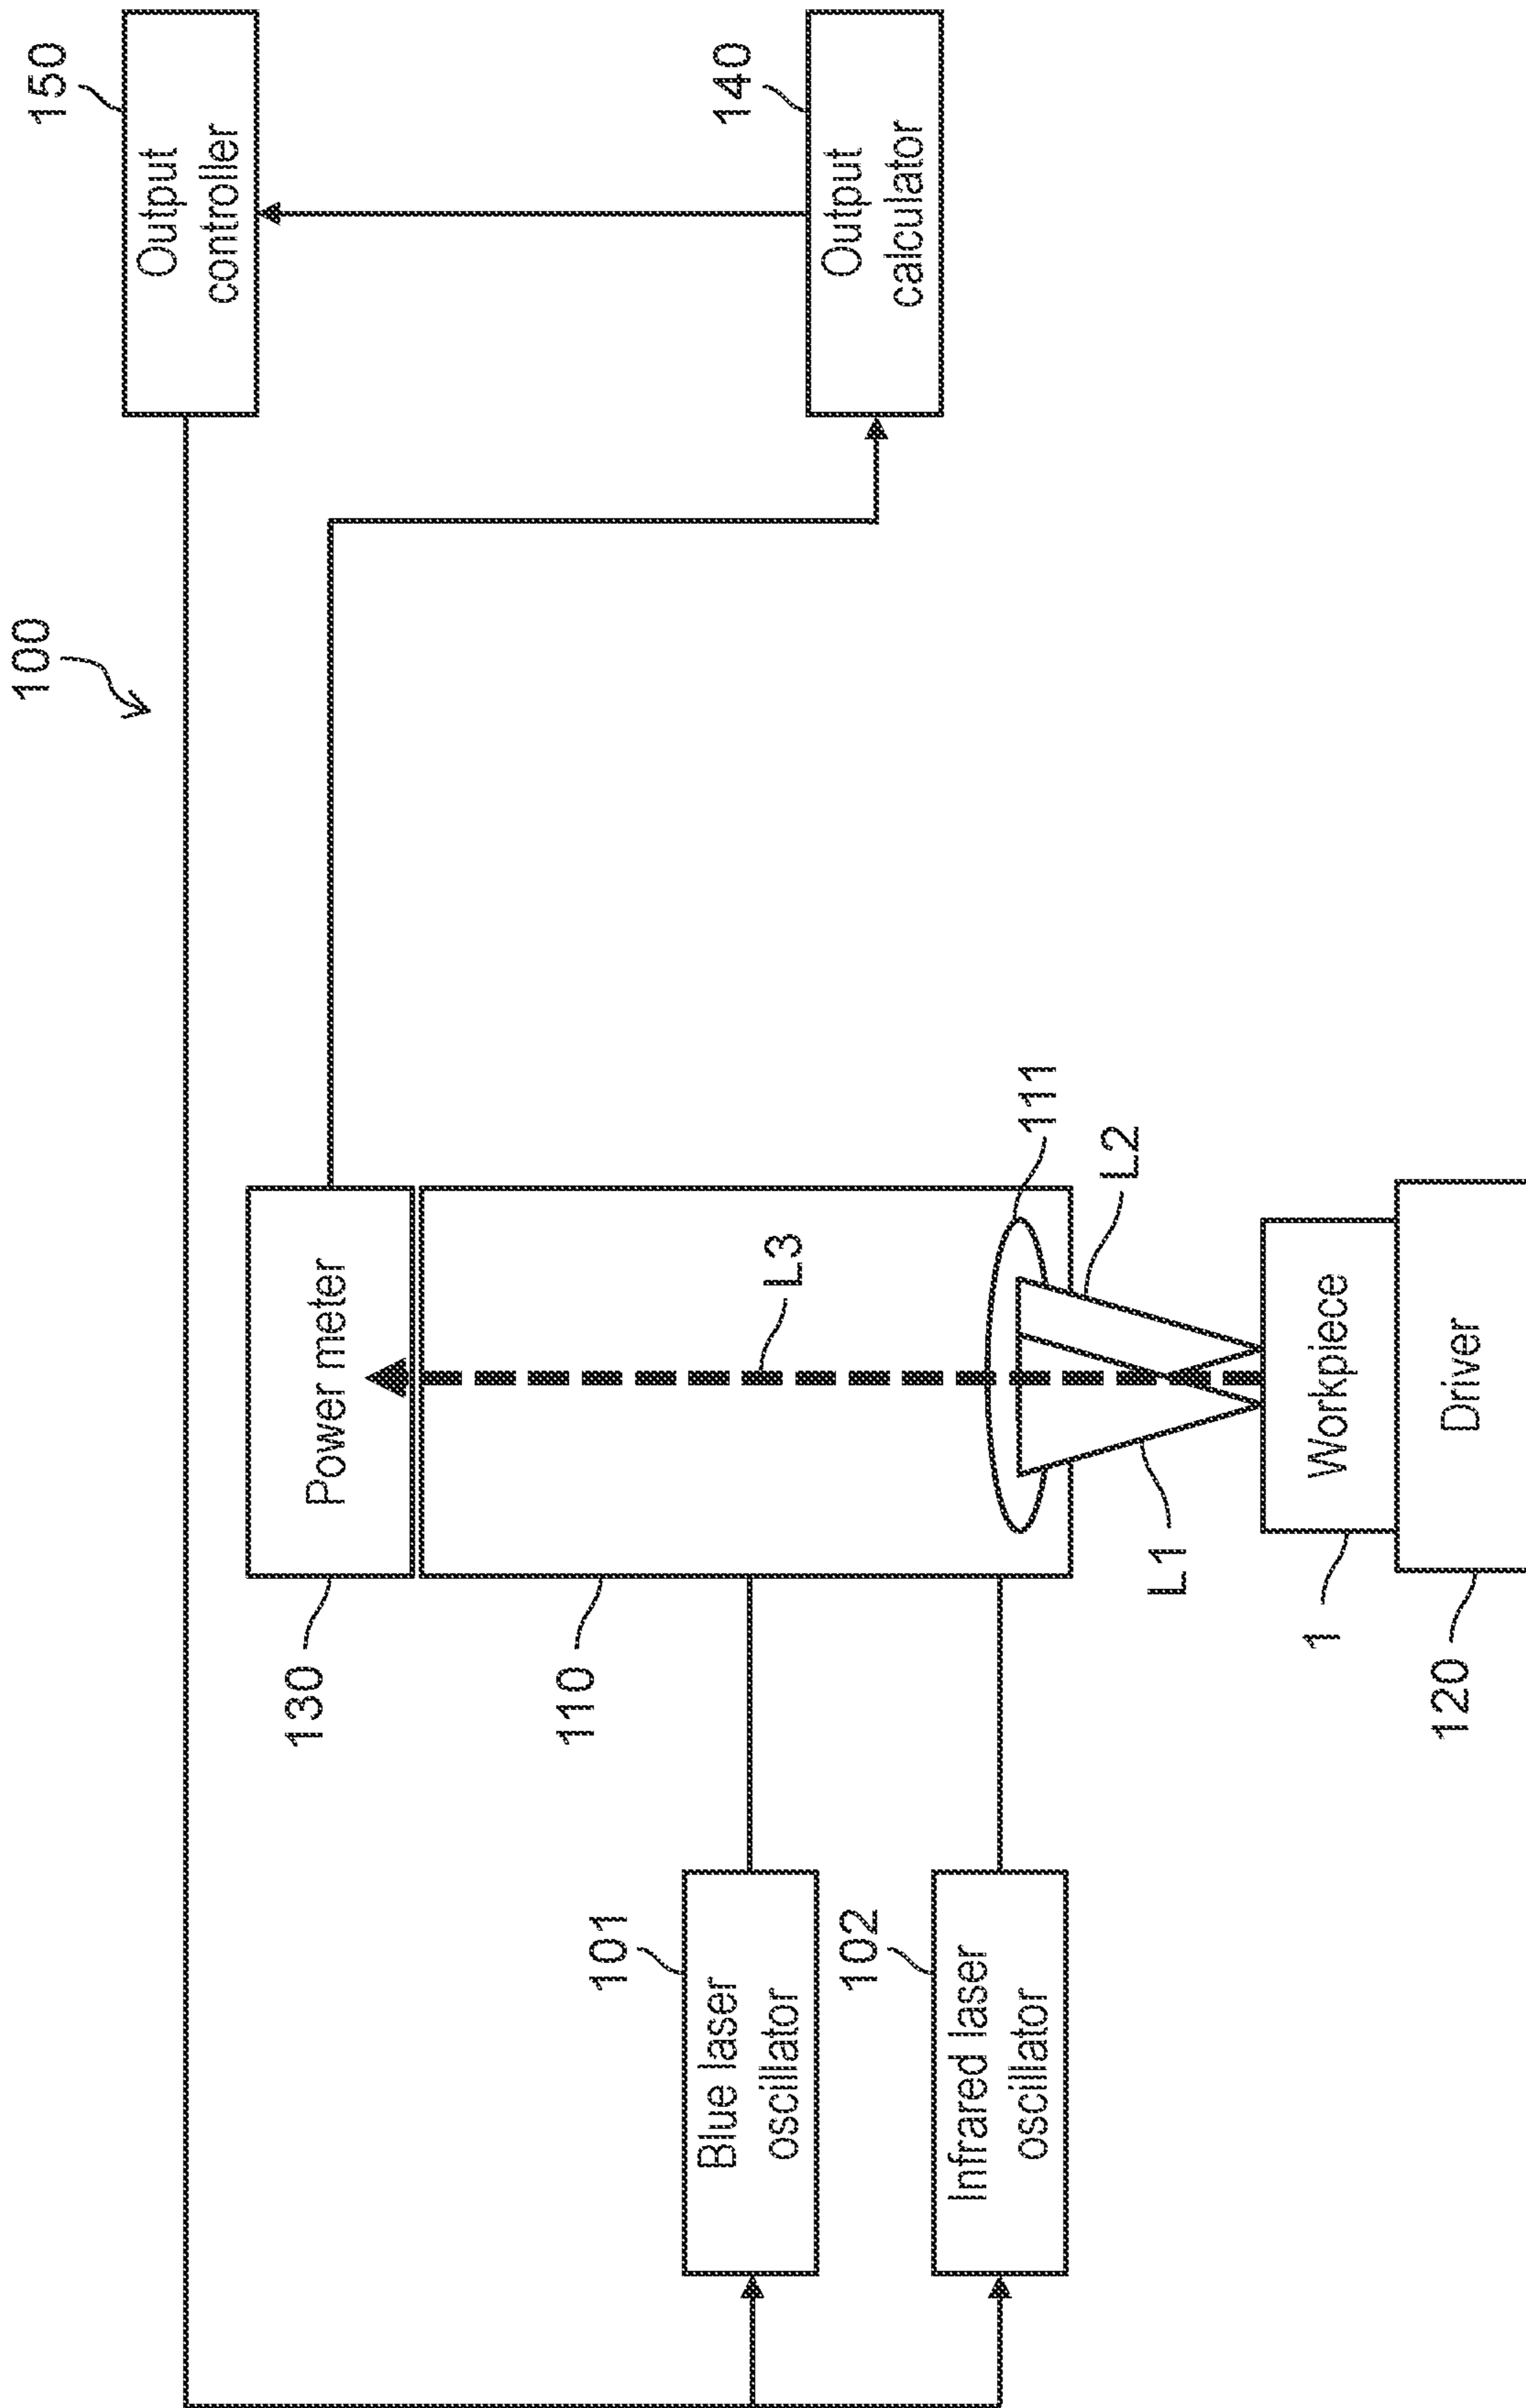 100
150
Output
controller
130
Power meter
110
L3
101
Blue laser
oscillator
140
Output
calculator
102
Infrared laser
oscillator
111
L2
L1
1
Workpiece
120
Driver